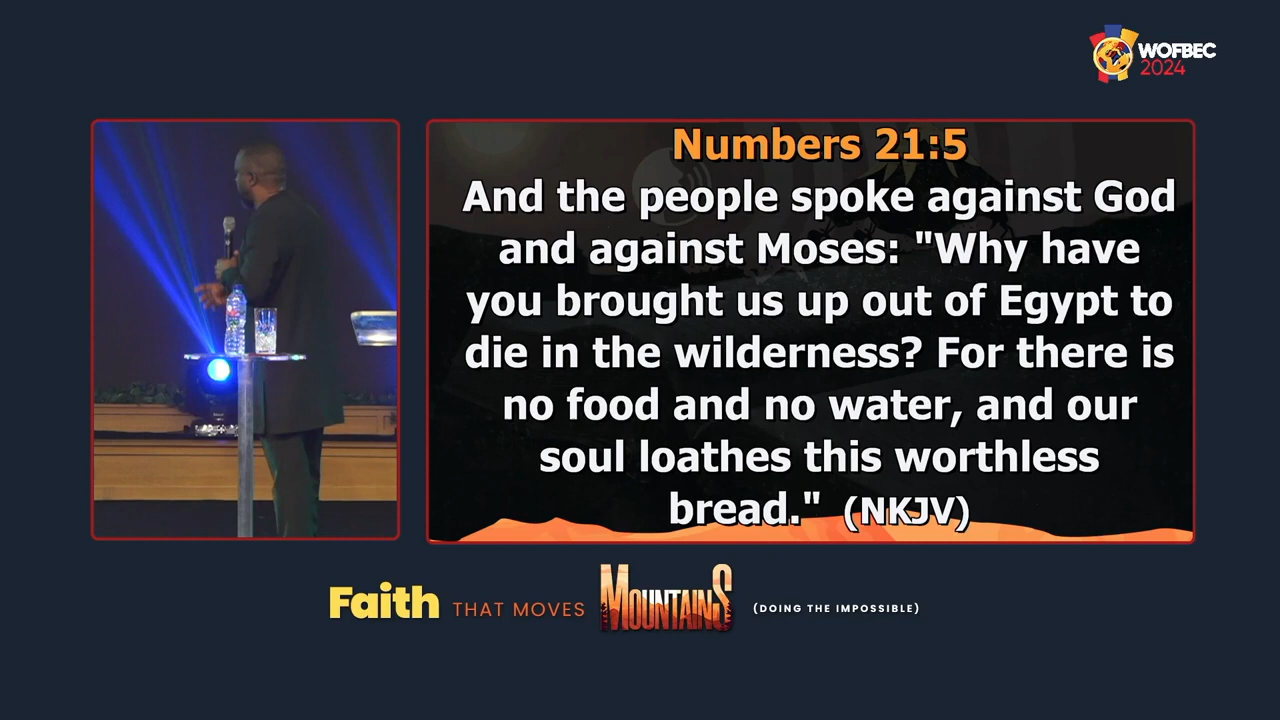 WOFBEC
2024
Numbers 21:5
And the people spoke against God
and against Moses: "Why have
you brought us up out of Egypt to
die in the wilderness? For there is
no food and no water, and our
soul loathes this worthless
bread." (NKJV)
Faith THAT MOVES MOUNTAINS (DOING THE IMPOSSIBLE)